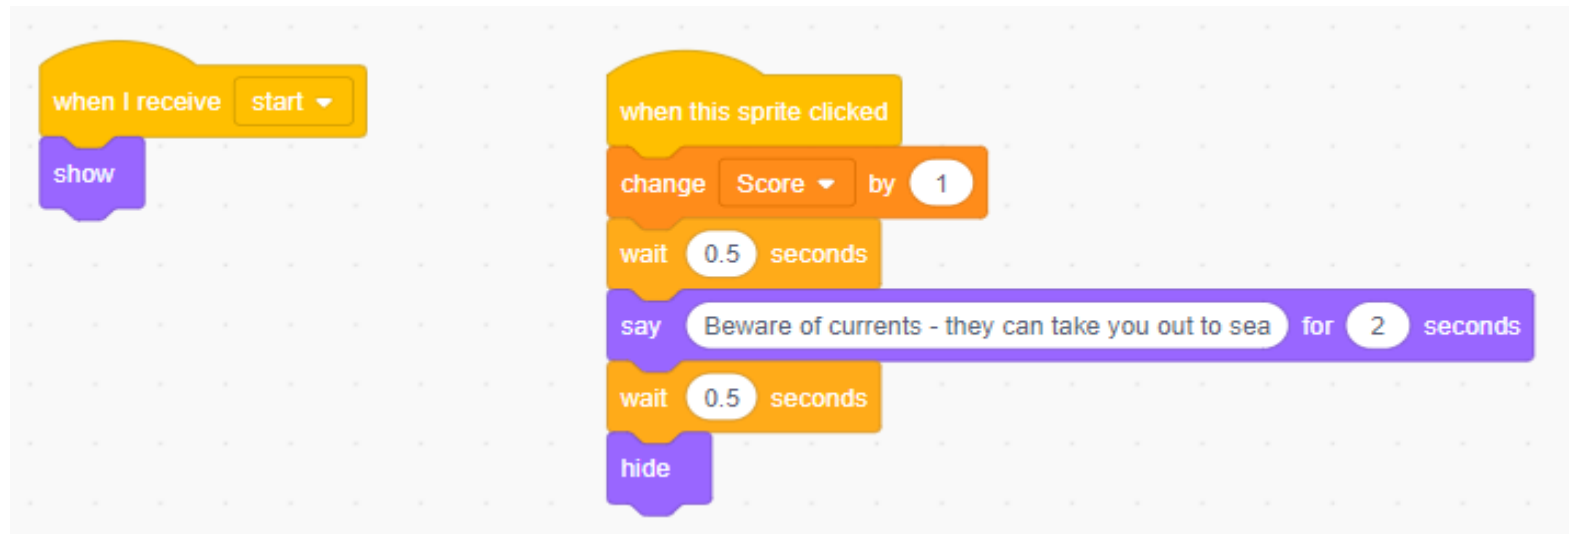 when I receive start
show
when this sprite clicked
change Score by 1
wait 0.5 seconds
say Beware of currents - they can take you out to sea for 2 seconds
wait 0.5 seconds
hide